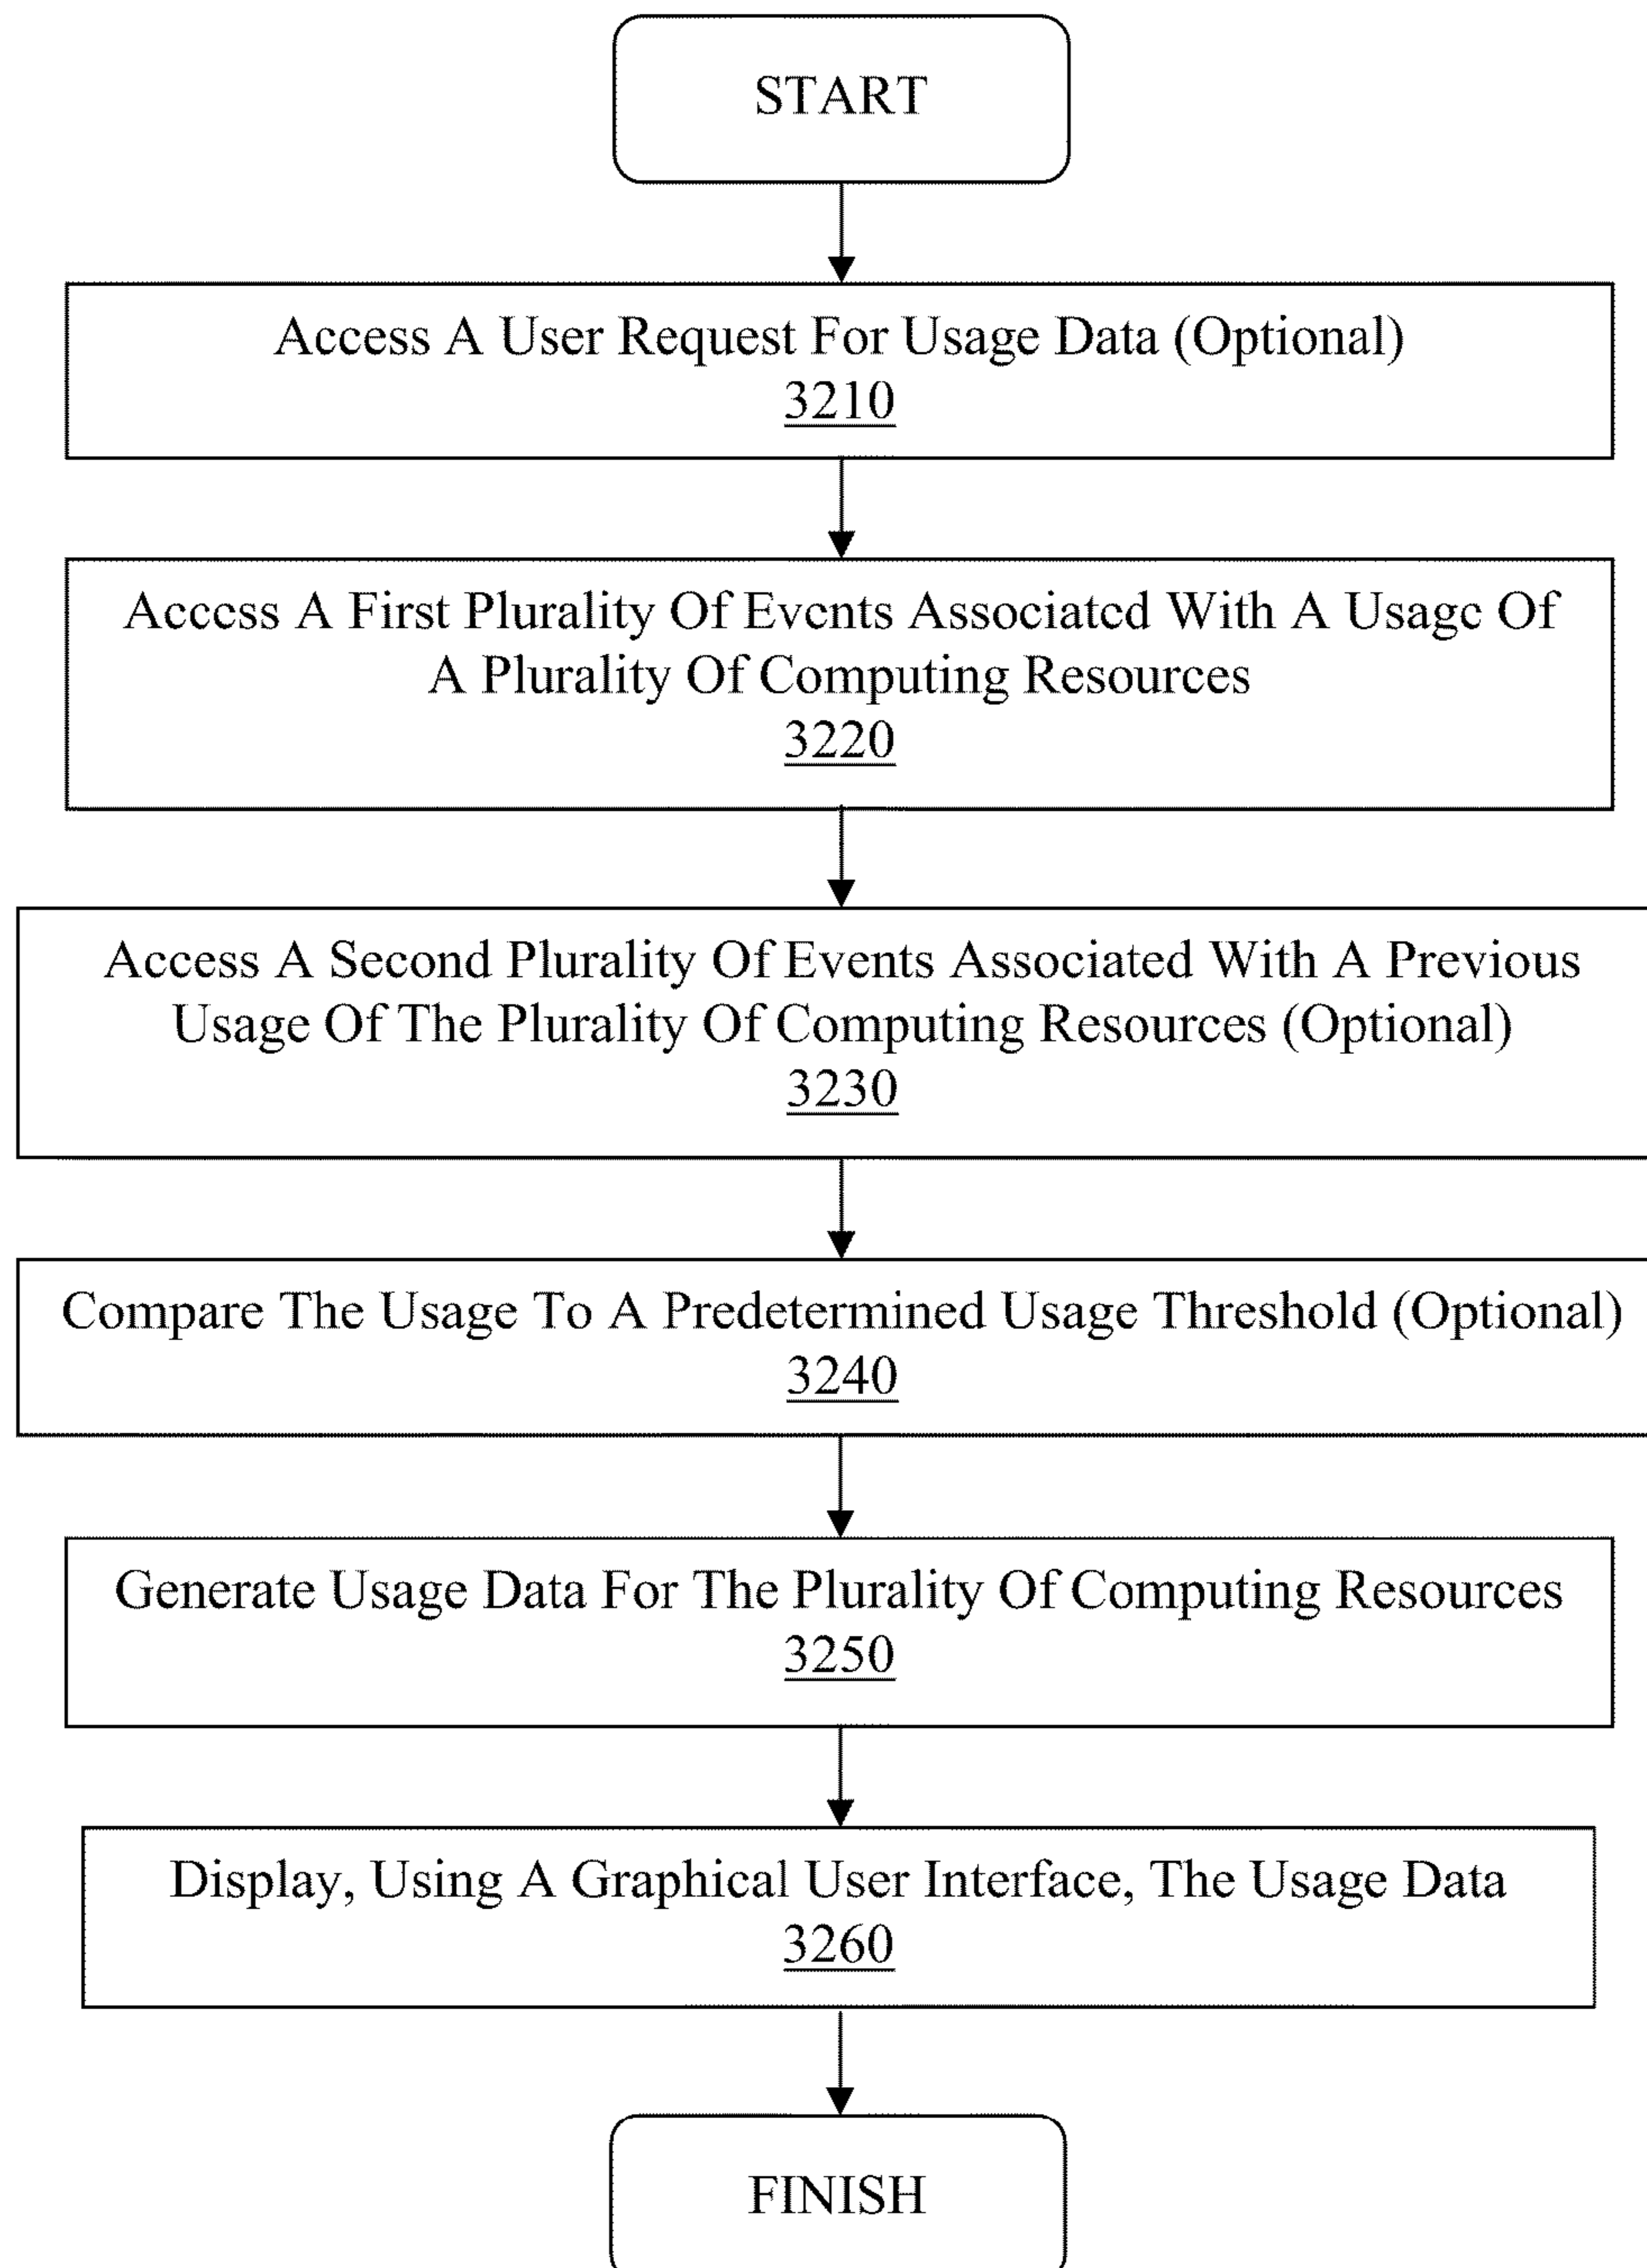 START
Access A User Request For Usage Data (Optional)
3210
Access A First Plurality Of Events Associated With A Usage Of
A Plurality Of Computing Resources
3220
Access A Second Plurality Of Events Associated With A Previous
Usage Of The Plurality Of Computing Resources (Optional)
3230
Compare The Usage To A Predetermined Usage Threshold (Optional)
3240
Generate Usage Data For The Plurality Of Computing Resources
3250
Display, Using A Graphical User Interface, The Usage Data
3260
FINISH